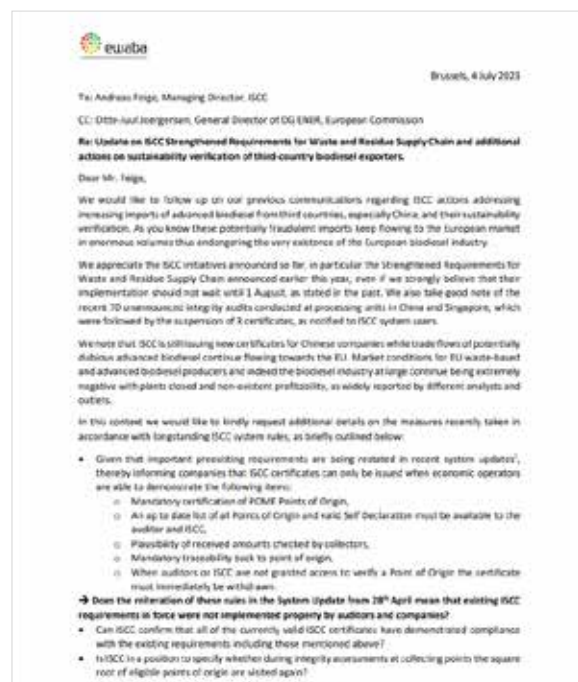 ewaba
Brussels, 4 July 2023
To: Andreas Feige, Managing Director, ISCC
CC: Ditte Juul Joergensen, General Director of DG ENER, European Commission
Re: Update on ISCC Strengthened Requirements for Waste and Residue Supply Chain and additional
actions on sustainability verification of third-country biodiesel exporters.
Dear Mr. Feige,
We would like to follow up on our previous communications regarding ISCC actions addressing
increasing imports of advanced biodiesel from third countries, especially China, and their sustainability
verification. As you know these potentially fraudulent imports keep flowing to the European market
in enormous volumes thus endangering the very existence of the European biodiesel industry.
We appreciate the ISCC initiatives announced so far, in particular the Strengthened Requirements for
Waste and Residue Supply Chain announced earlier this year, even if we strongly believe that their
implementation should not wait until 1 August, as stated in the past. We also take good note of the
recent 70 unannounced integrity audits conducted at processing units in China and Singapore, which
were followed by the suspension of 3 certificates, as notified to ISCC system users.
We note that ISCC is still issuing new certificates for Chinese companies while trade flows of potentially
dubious advanced biodiesel continue flowing towards the EU. Market conditions for EU waste-based
and advanced biodiesel producers and indeed the biodiesel industry at large continue being extremely
negative with plants closed and non-existent profitability, as widely reported by different analysts and
outlets.
In this context we would like to kindly request additional details on the measures recently taken in
accordance with longstanding ISCC system rules, as briefly outlined below:
• Given that important preexisting requirements are being restated in recent system updates¹,
thereby informing companies that ISCC certificates can only be issued when economic operators
are able to demonstrate the following items:
○ Mandatory certification of POME Points of Origin,
○ An up to date list of all Points of Origin and valid Self Declaration must be available to the
auditor and ISCC,
○ Plausibility of received amounts checked by collectors,
○ Mandatory traceability back to point of origin,
○ When auditors or ISCC are not granted access to verify a Point of Origin the certificate
must immediately be withdrawn.
→ Does the reiteration of these rules in the System Update from 28th April mean that existing ISCC
requirements in force were not implemented properly by auditors and companies?
• Can ISCC confirm that all of the currently valid ISCC certificates have demonstrated compliance
with the existing requirements including these mentioned above?
• Is ISCC in a position to specify whether during integrity assessments at collecting points the square
root of eligible points of origin are visited again?